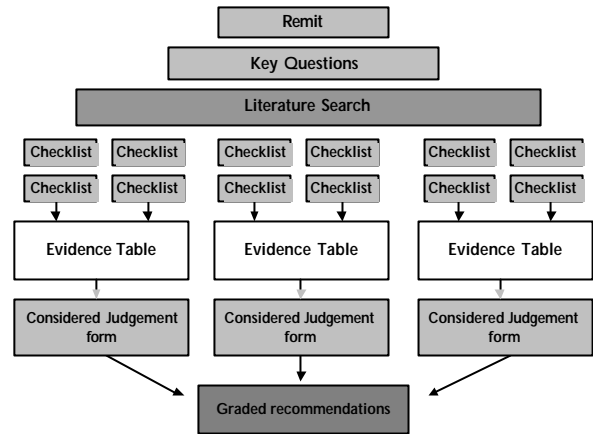 Remit
Key Questions
Literature Search
Checklist Checklist Checklist Checklist Checklist Checklist
Checklist Checklist Checklist Checklist Checklist Checklist
Evidence Table Evidence Table Evidence Table
Considered Judgement form
Considered Judgement form
Considered Judgement form
Graded recommendations